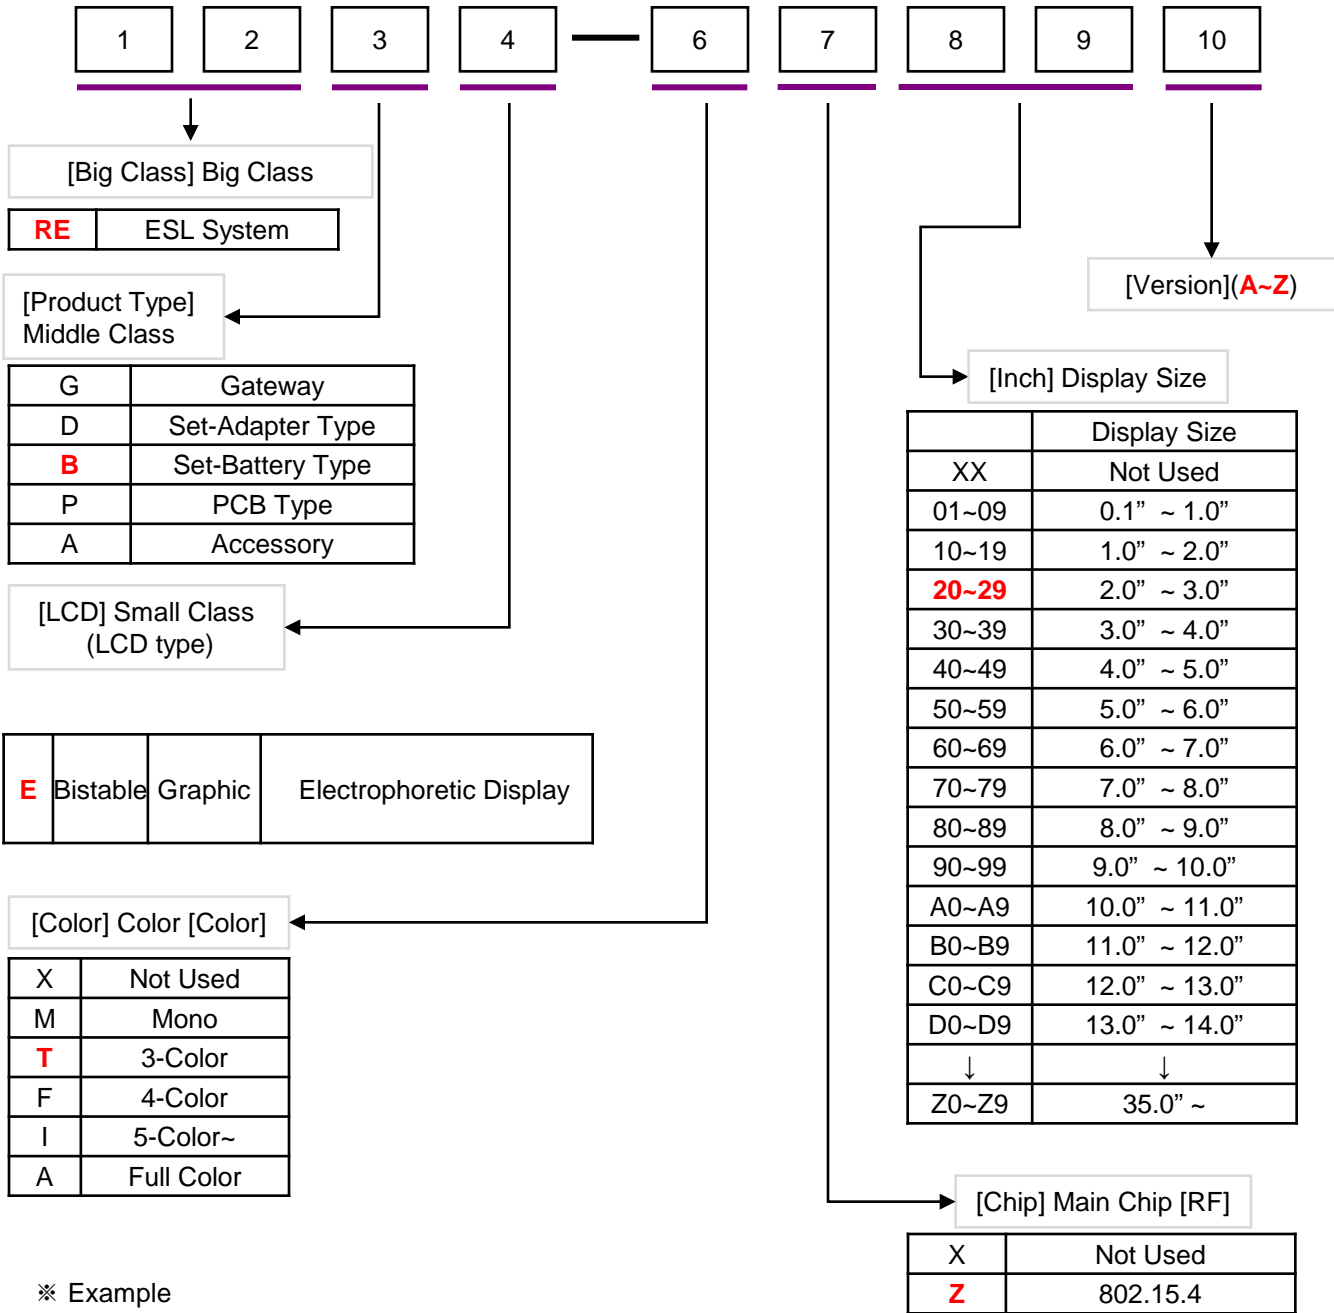 1 2 3 4 — 6 7 8 9 10
[Big Class] Big Class
RE ESL System
[Product Type]
Middle Class
G Gateway
D Set-Adapter Type
B Set-Battery Type
P PCB Type
A Accessory
[LCD] Small Class
(LCD type)
E Bistable Graphic Electrophoretic Display
[Color] Color [Color]
X Not Used
M Mono
T 3-Color
F 4-Color
I 5-Color~
A Full Color
※ Example
[Version](A~Z)
[Inch] Display Size
Display Size
XX Not Used
01~09 0.1” ~ 1.0”
10~19 1.0” ~ 2.0”
20~29 2.0” ~ 3.0”
30~39 3.0” ~ 4.0”
40~49 4.0” ~ 5.0”
50~59 5.0” ~ 6.0”
60~69 6.0” ~ 7.0”
70~79 7.0” ~ 8.0”
80~89 8.0” ~ 9.0”
90~99 9.0” ~ 10.0”
A0~A9 10.0” ~ 11.0”
B0~B9 11.0” ~ 12.0”
C0~C9 12.0” ~ 13.0”
D0~D9 13.0” ~ 14.0”
↓ ↓
Z0~Z9 35.0” ~
[Chip] Main Chip [RF]
X Not Used
Z 802.15.4